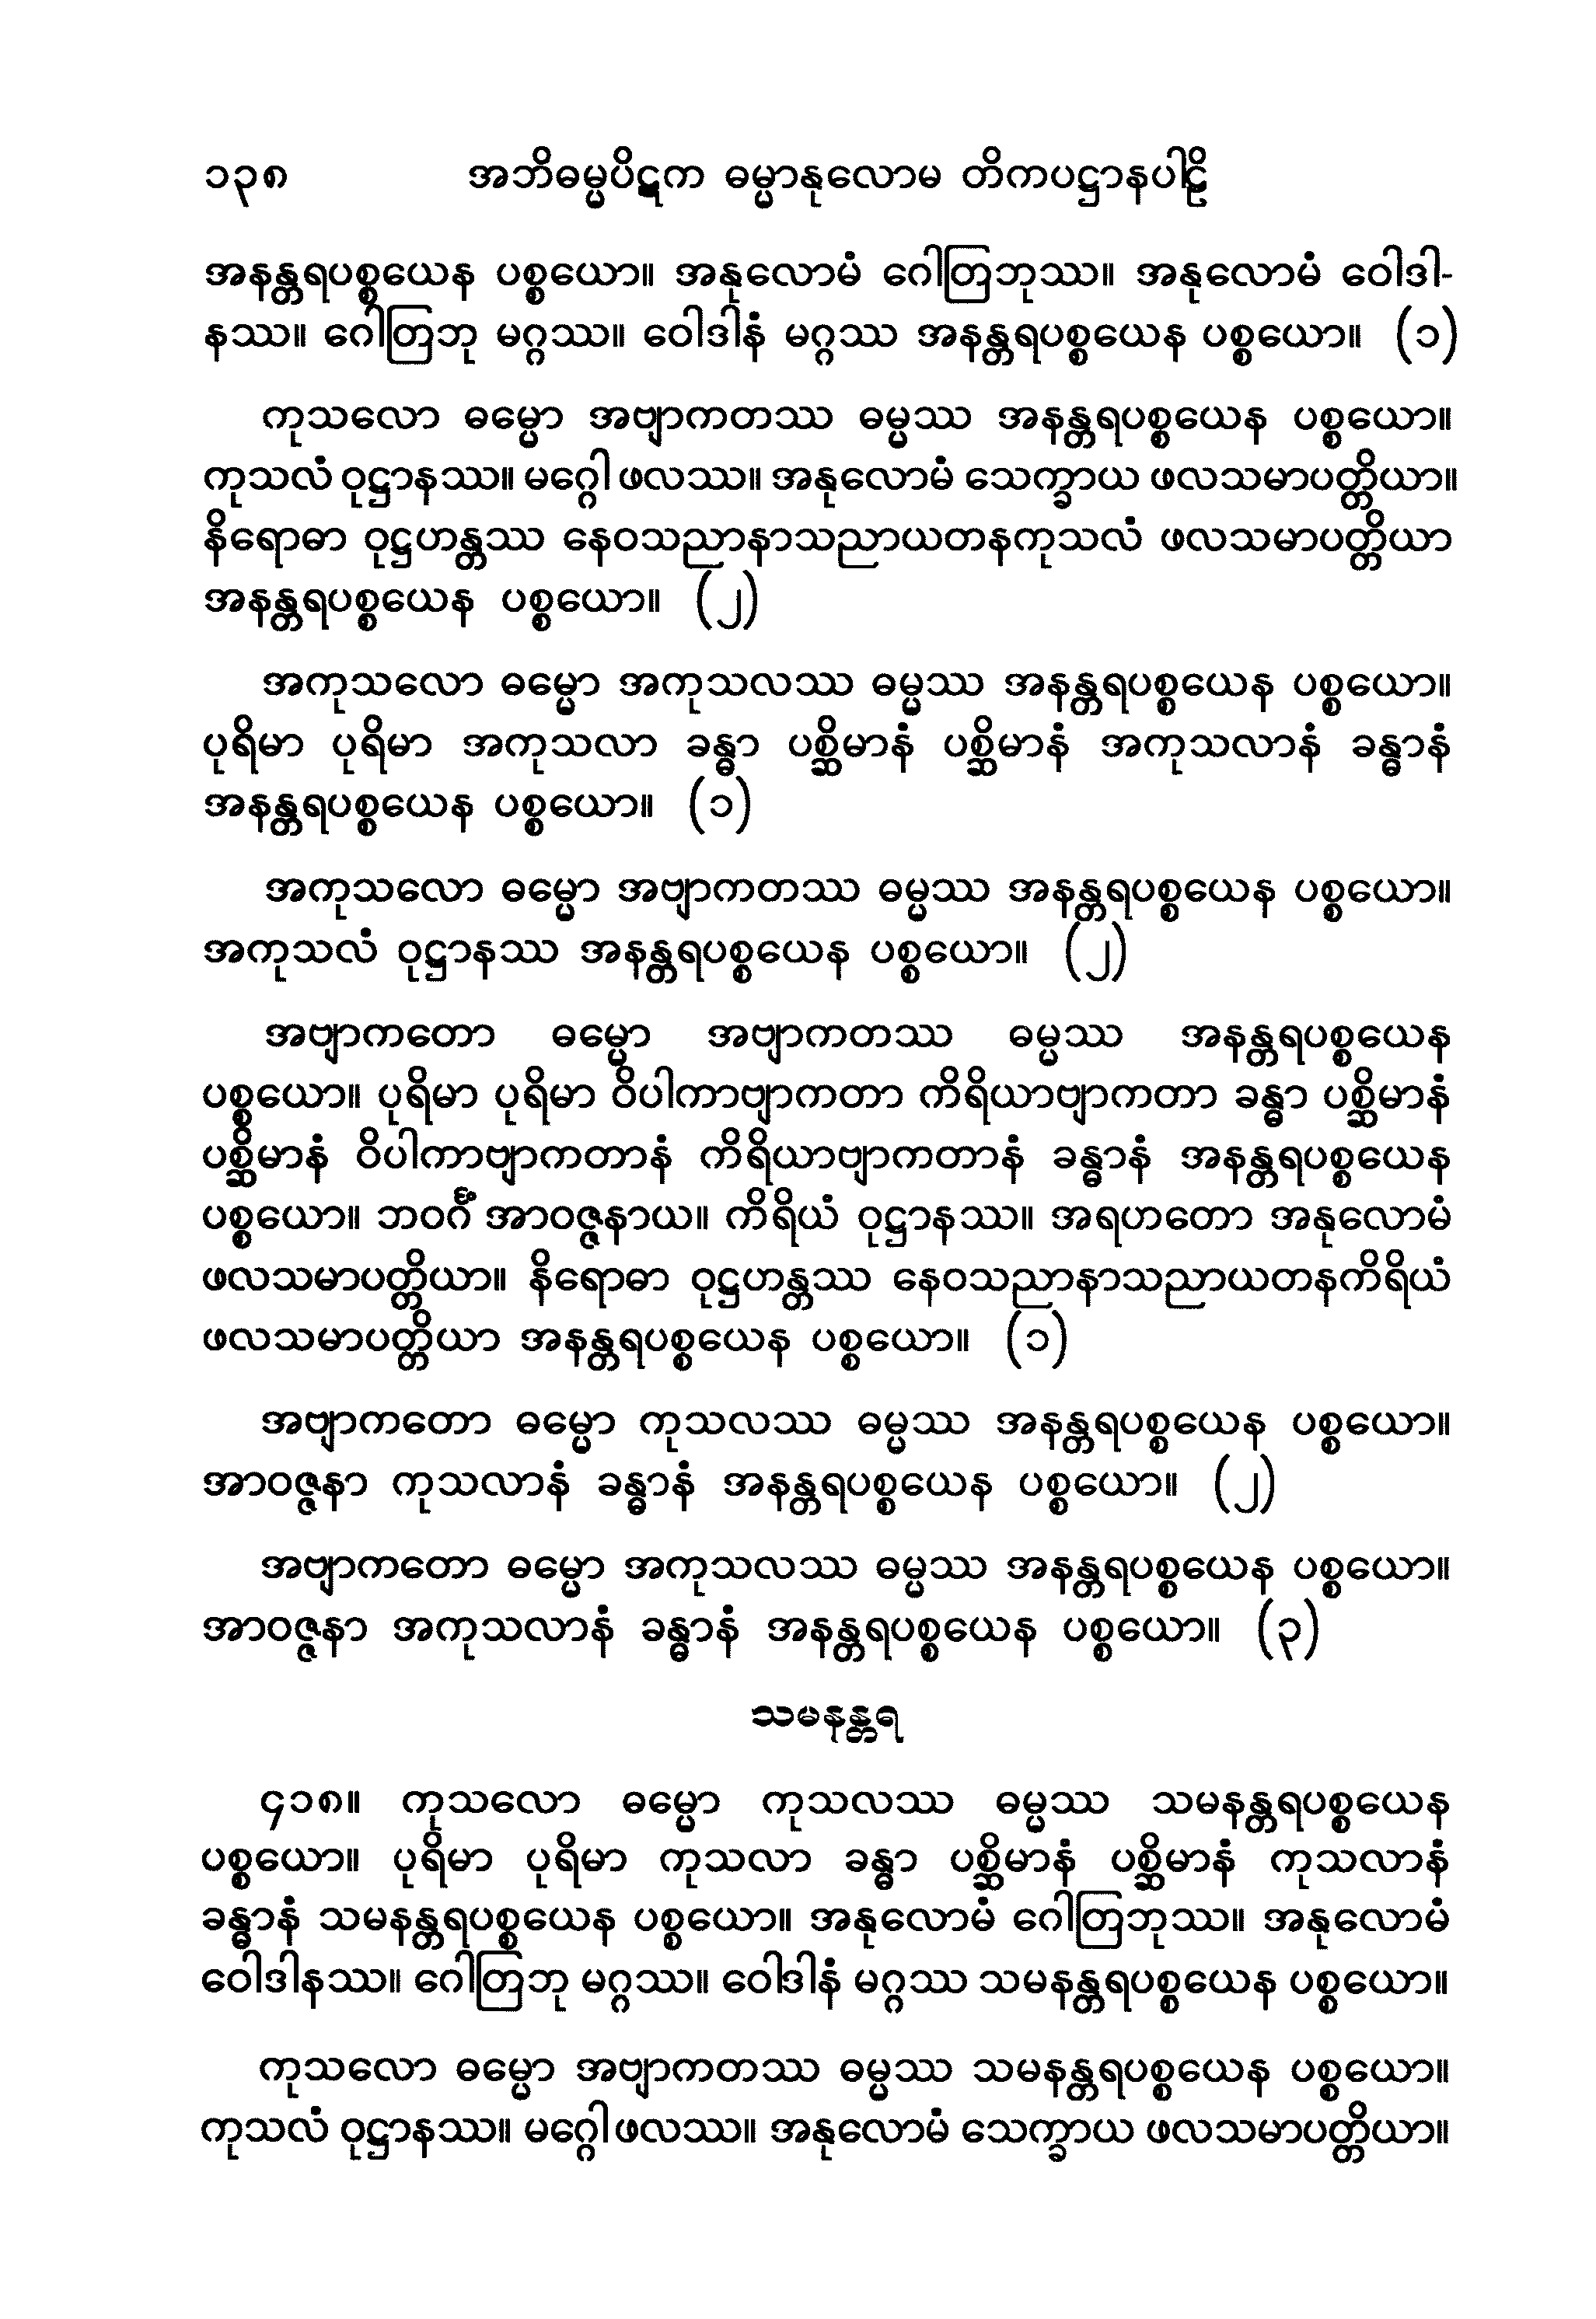 ၁၃၈ အဘိဓမ္မပိဋက ဓမ္မာနုလောမ တိကပဋ္ဌာနပါဠိ
အနန္တရပစ္စယေန ပစ္စယော။ အနုလောမံ ဂေါတြဘုဿ။ အနုလောမံ ဝေါဒါ-
နဿ။ ဂေါတြဘု မဂ္ဂဿ။ ဝေါဒါနံ မဂ္ဂဿ အနန္တရပစ္စယေန ပစ္စယော။ (၁)
ကုသလော ဓမ္မော အဗျာကတဿ ဓမ္မဿ အနန္တရပစ္စယေန ပစ္စယော။
ကုသလံ ဝုဋ္ဌာနဿ။ မဂ္ဂေါ ဖလဿ။ အနုလောမံ သေက္ခာယ ဖလသမာပတ္တိယာ။
နိရောဓာ ဝုဋ္ဌဟန္တဿ နေဝသညာနာသညာယတနကုသလံ ဖလသမာပတ္တိယာ
အနန္တရပစ္စယေန ပစ္စယော။ (၂)
အကုသလော ဓမ္မော အကုသလဿ ဓမ္မဿ အနန္တရပစ္စယေန ပစ္စယော။
ပုရိမာ ပုရိမာ အကုသလာ ခန္ဓာ ပစ္ဆိမာနံ ပစ္ဆိမာနံ အကုသလာနံ ခန္ဓာနံ
အနန္တရပစ္စယေန ပစ္စယော။ (၁)
အကုသလော ဓမ္မော အဗျာကတဿ ဓမ္မဿ အနန္တရပစ္စယေန ပစ္စယော။
အကုသလံ ဝုဋ္ဌာနဿ အနန္တရပစ္စယေန ပစ္စယော။ (၂)
အဗျာကတော ဓမ္မော အဗျာကတဿ ဓမ္မဿ အနန္တရပစ္စယေန
ပစ္စယော။ ပုရိမာ ပုရိမာ ဝိပါကာဗျာကတာ ကိရိယာဗျာကတာ ခန္ဓာ ပစ္ဆိမာနံ
ပစ္ဆိမာနံ ဝိပါကာဗျာကတာနံ ကိရိယာဗျာကတာနံ ခန္ဓာနံ အနန္တရပစ္စယေန
ပစ္စယော။ ဘဝင်္ဂံ အာဝဇ္ဇနာယ။ ကိရိယံ ဝုဋ္ဌာနဿ။ အရဟတော အနုလောမံ
ဖလသမာပတ္တိယာ။ နိရောဓာ ဝုဋ္ဌဟန္တဿ နေဝသညာနာသညာယတနကိရိယံ
ဖလသမာပတ္တိယာ အနန္တရပစ္စယေန ပစ္စယော။ (၁)
အဗျာကတော ဓမ္မော ကုသလဿ ဓမ္မဿ အနန္တရပစ္စယေန ပစ္စယော။
အာဝဇ္ဇနာ ကုသလာနံ ခန္ဓာနံ အနန္တရပစ္စယေန ပစ္စယော။ (၂)
အဗျာကတော ဓမ္မော အကုသလဿ ဓမ္မဿ အနန္တရပစ္စယေန ပစ္စယော။
အာဝဇ္ဇနာ အကုသလာနံ ခန္ဓာနံ အနန္တရပစ္စယေန ပစ္စယော။ (၃)
သမနန္တရ
၄၁၈။ ကုသလော ဓမ္မော ကုသလဿ ဓမ္မဿ သမနန္တရပစ္စယေန
ပစ္စယော။ ပုရိမာ ပုရိမာ ကုသလာ ခန္ဓာ ပစ္ဆိမာနံ ပစ္ဆိမာနံ ကုသလာနံ
ခန္ဓာနံ သမနန္တရပစ္စယေန ပစ္စယော။ အနုလောမံ ဂေါတြဘုဿ။ အနုလောမံ
ဝေါဒါနဿ။ ဂေါတြဘု မဂ္ဂဿ။ ဝေါဒါနံ မဂ္ဂဿ သမနန္တရပစ္စယေန ပစ္စယော။
ကုသလော ဓမ္မော အဗျာကတဿ ဓမ္မဿ သမနန္တရပစ္စယေန ပစ္စယော။
ကုသလံ ဝုဋ္ဌာနဿ။ မဂ္ဂေါ ဖလဿ။ အနုလောမံ သေက္ခာယ ဖလသမာပတ္တိယာ။